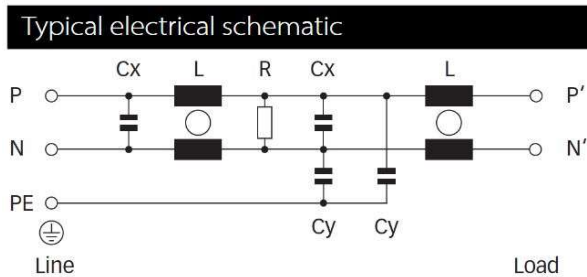 Typical electrical schematic
Cx L R Cx L
P P'
N N'
PE
Cy Cy
Line Load